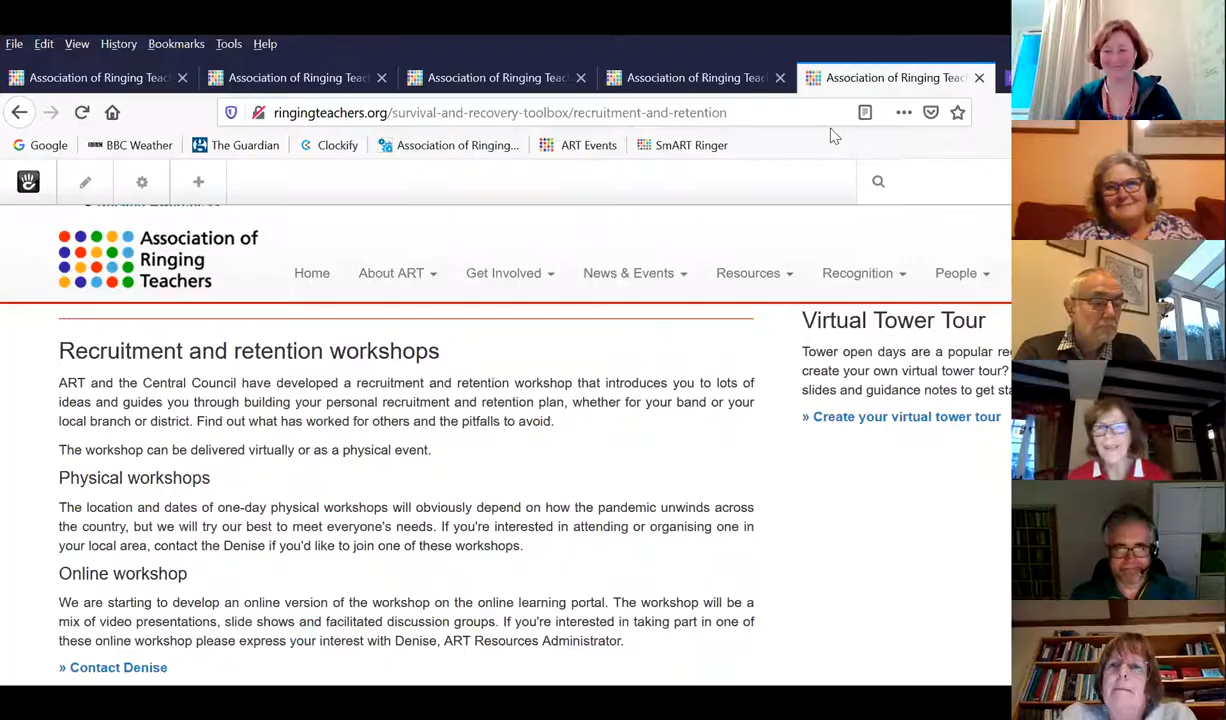 File Edit View History Bookmarks Tools Help
Association of Ringing Teac
Association of Ringing Teac
Association of Ringing Teac
Association of Ringing Teac
Association of Ringing Teac
ringingteachers.org/survival-and-recovery-toolbox/recruitment-and-retention
Google BBC Weather The Guardian Clockify Association of Ringing... ART Events SmART Ringer
Association of
Ringing
Teachers
Home About ART Get Involved News & Events Resources Recognition People
Recruitment and retention workshops
ART and the Central Council have developed a recruitment and retention workshop that introduces you to lots of
ideas and guides you through building your personal recruitment and retention plan, whether for your band or your
local branch or district. Find out what has worked for others and the pitfalls to avoid.
The workshop can be delivered virtually or as a physical event.
Physical workshops
The location and dates of one-day physical workshops will obviously depend on how the pandemic unwinds across
the country, but we will try our best to meet everyone's needs. If you're interested in attending or organising one in
your local area, contact the Denise if you'd like to join one of these workshops.
Online workshop
We are starting to develop an online version of the workshop on the online learning portal. The workshop will be a
mix of video presentations, slide shows and facilitated discussion groups. If you're interested in taking part in one of
these online workshop please express your interest with Denise, ART Resources Administrator.
» Contact Denise
Virtual Tower Tour
Tower open days are a popular re
create your own virtual tower tour?
slides and guidance notes to get sta
» Create your virtual tower tour